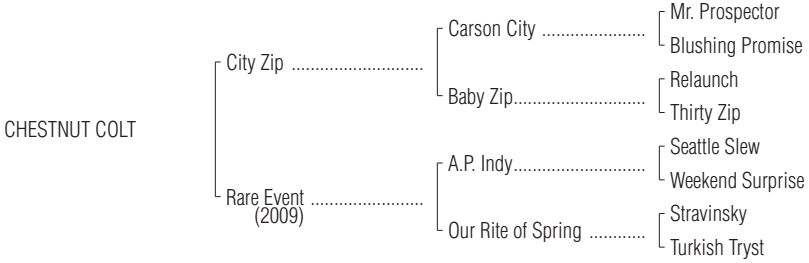 Mr. Prospector
Carson City ......................
Blushing Promise
City Zip ............................
Relaunch
Baby Zip............................
Thirty Zip
CHESTNUT COLT
Seattle Slew
A.P. Indy............................
Weekend Surprise
Rare Event ........................
(2009)
Stravinsky
Our Rite of Spring ............
Turkish Tryst